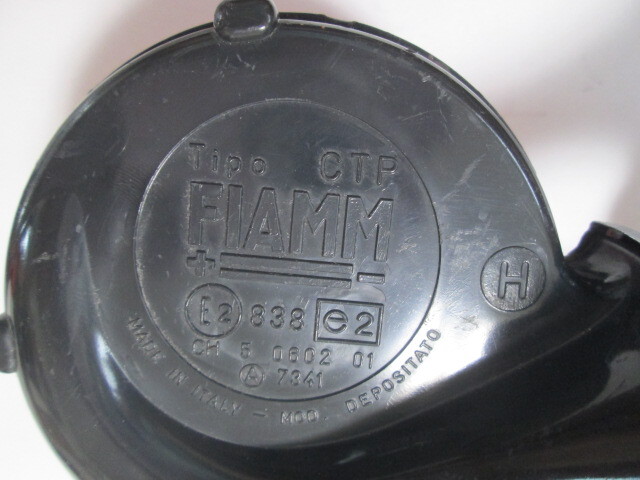 Tipo CTP
FIAMM
+ -
E2 838 e2
CH 5 0602 01
A 7341
MADE IN ITALY - MOD. DEPOSITATO
H